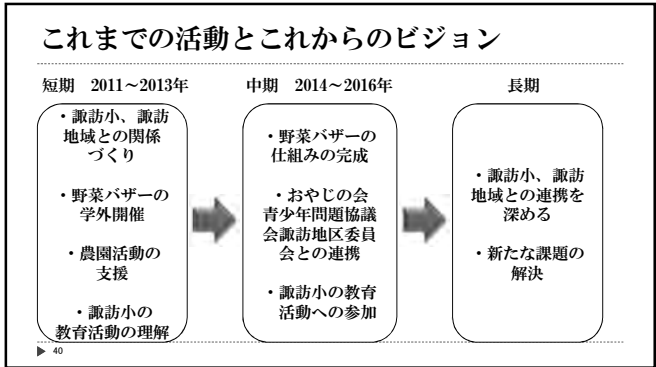 これまでの活動とこれからのビジョン
短期 2011～2013年
・諏訪小、諏訪
地域との関係
づくり
・野菜バザーの
学外開催
・農園活動の
支援
・諏訪小の
教育活動の理解
中期 2014～2016年
・野菜バザーの
仕組みの完成
・おやじの会
青少年問題協議
会諏訪地区委員
会との連携
・諏訪小の教育
活動への参加
長期
・諏訪小、諏訪
地域との連携を
深める
・新たな課題の
解決
40